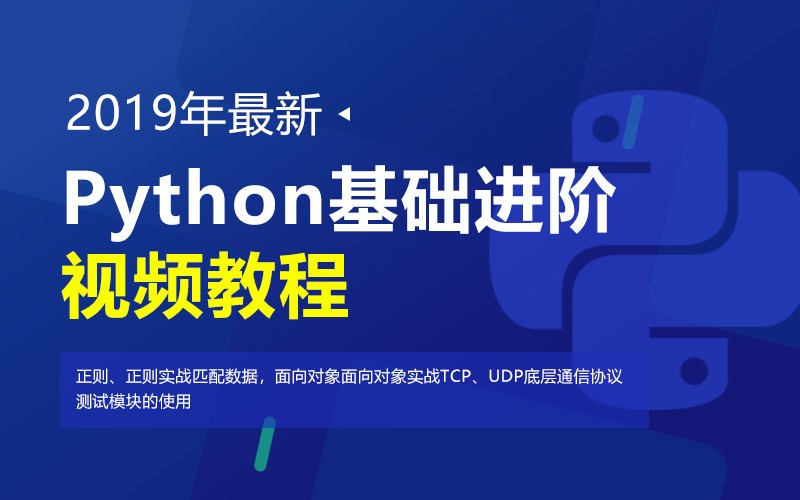 2019年最新
Python基础进阶
视频教程
正则、正则实战匹配数据，面向对象面向对象实战TCP、UDP底层通信协议
测试模块的使用